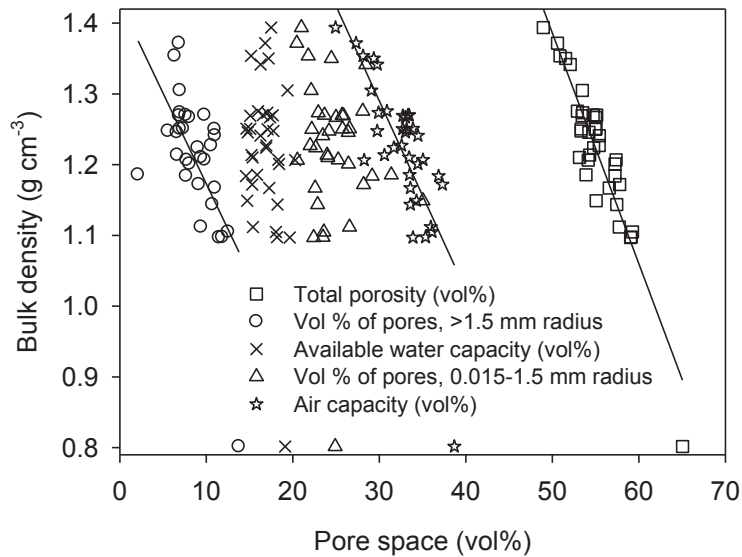 1.4
1.3
1.2
1.1
1.0
0.9
0.8
Bulk density (g cm⁻³)
Total porosity (vol%)
Vol % of pores, >1.5 mm radius
Available water capacity (vol%)
Vol % of pores, 0.015-1.5 mm radius
Air capacity (vol%)
0 10 20 30 40 50 60 70
Pore space (vol%)